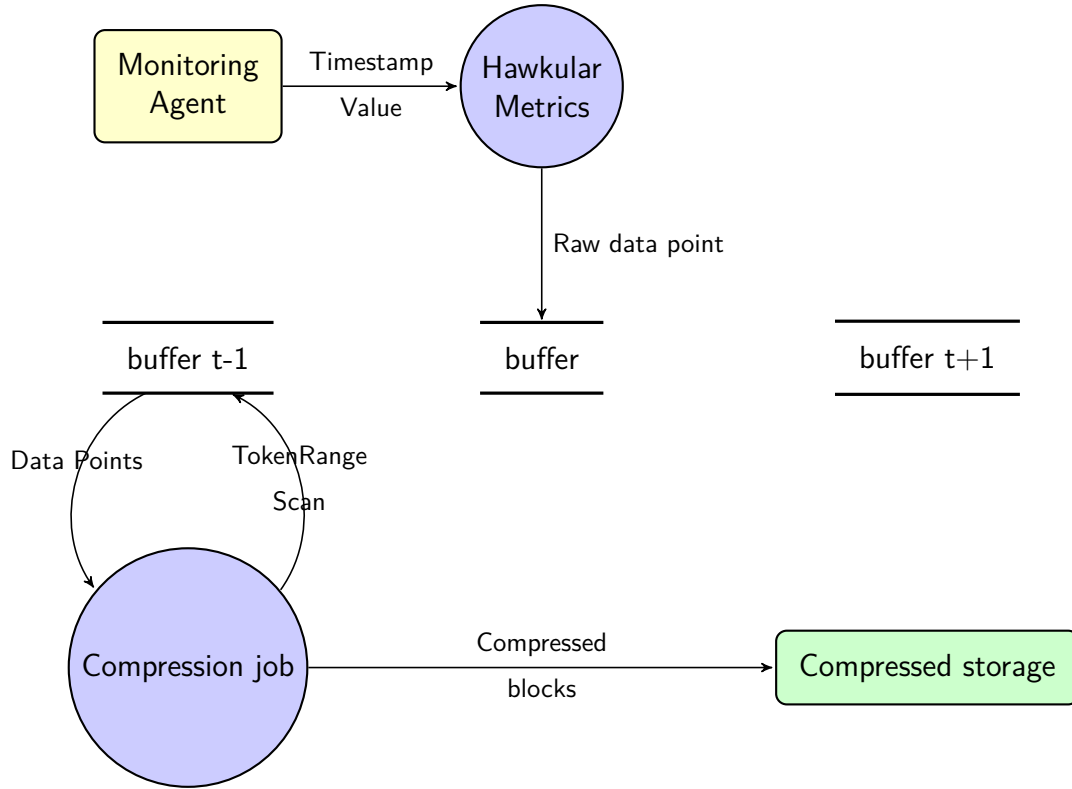 Monitoring
Agent
Timestamp
Value
Hawkular
Metrics
Raw data point
buffer t-1
buffer
buffer t+1
Data Points
TokenRange
Scan
Compression job
Compressed
blocks
Compressed storage